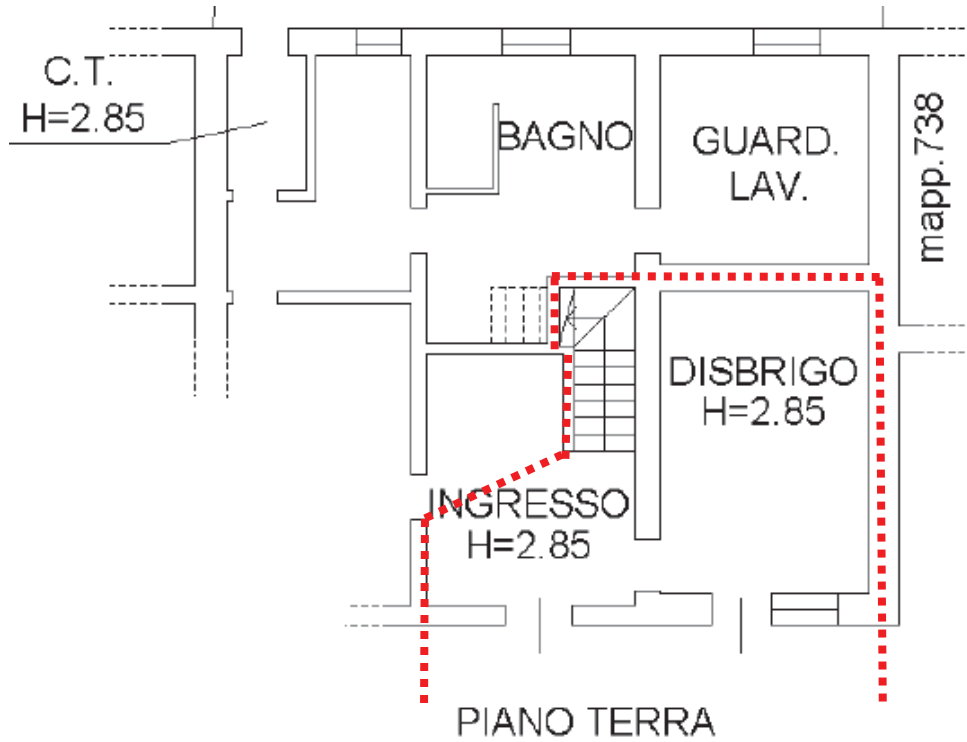 C.T.
H=2.85
BAGNO
GUARD.
LAV.
mapp.738
DISBRIGO
H=2.85
INGRESSO
H=2.85
PIANO TERRA